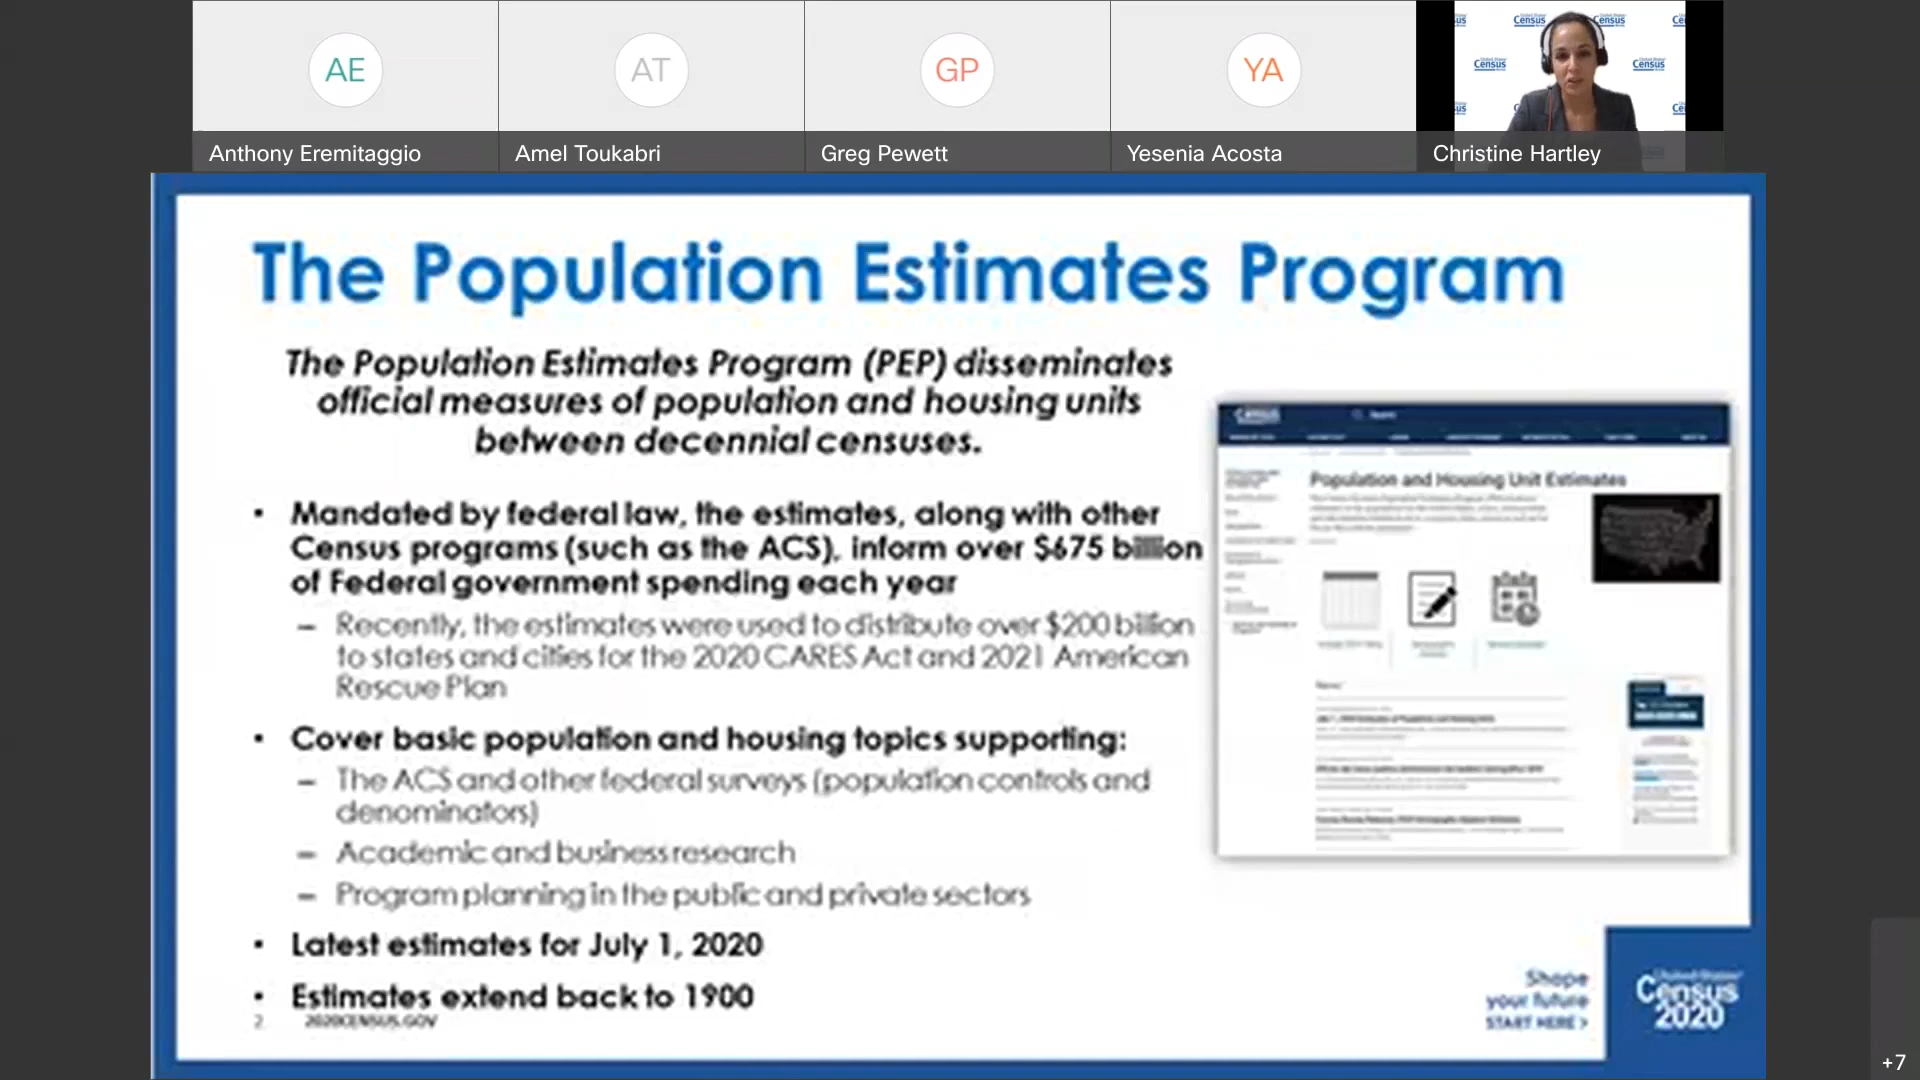 AE
AT
GP
YA
Anthony Eremitaggio
Amel Toukabri
Greg Pewett
Yesenia Acosta
Christine Hartley
The Population Estimates Program
The Population Estimates Program (PEP) disseminates
official measures of population and housing units
between decennial censuses.
• Mandated by federal law, the estimates, along with other
Census programs (such as the ACS), inform over $675 billion
of Federal government spending each year
– Recently, the estimates were used to distribute over $200 billion
to states and cities for the 2020 CARES Act and 2021 American
Rescue Plan
• Cover basic population and housing topics supporting:
– The ACS and other federal surveys (population controls and
denominators)
– Academic and business research
– Program planning in the public and private sectors
• Latest estimates for July 1, 2020
• Estimates extend back to 1900
2
2020CENSUS.GOV
Census
Search
Population and Housing Unit Estimates
Shape
your future
START HERE >
United States
Census
2020
+7